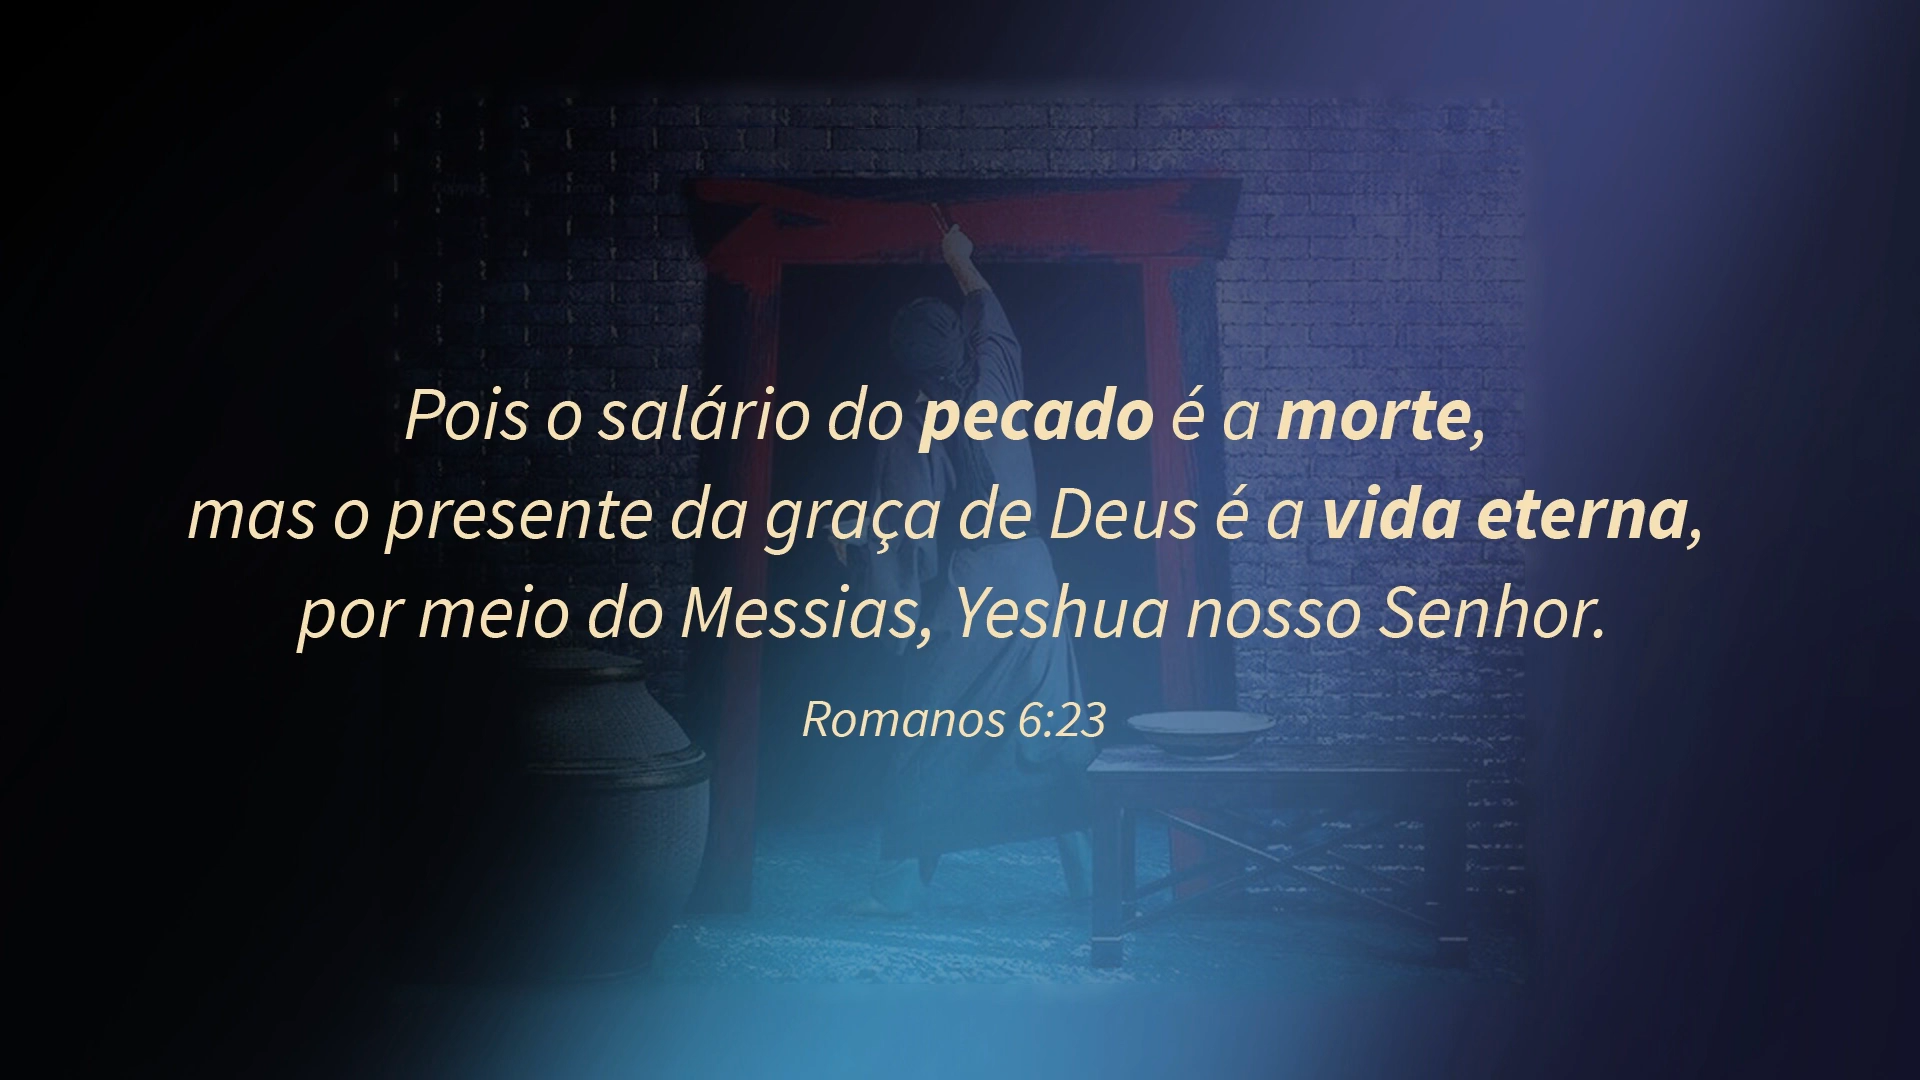 Pois o salário do pecado é a morte,
mas o presente da graça de Deus é a vida eterna,
por meio do Messias, Yeshua nosso Senhor.
Romanos 6:23